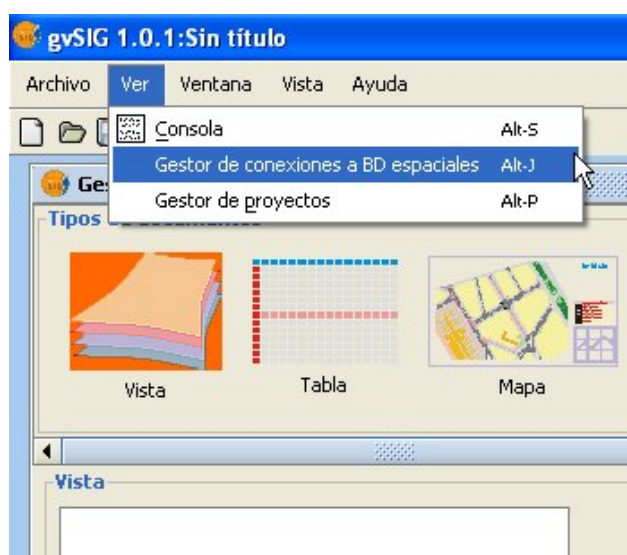 gvSIG 1.0.1:Sin título
Archivo Ver Ventana Vista Ayuda
Consola Alt-S
Gestor de conexiones a BD espaciales Alt-J
Gestor de proyectos Alt-P
Tipos
Vista Tabla Mapa
Vista